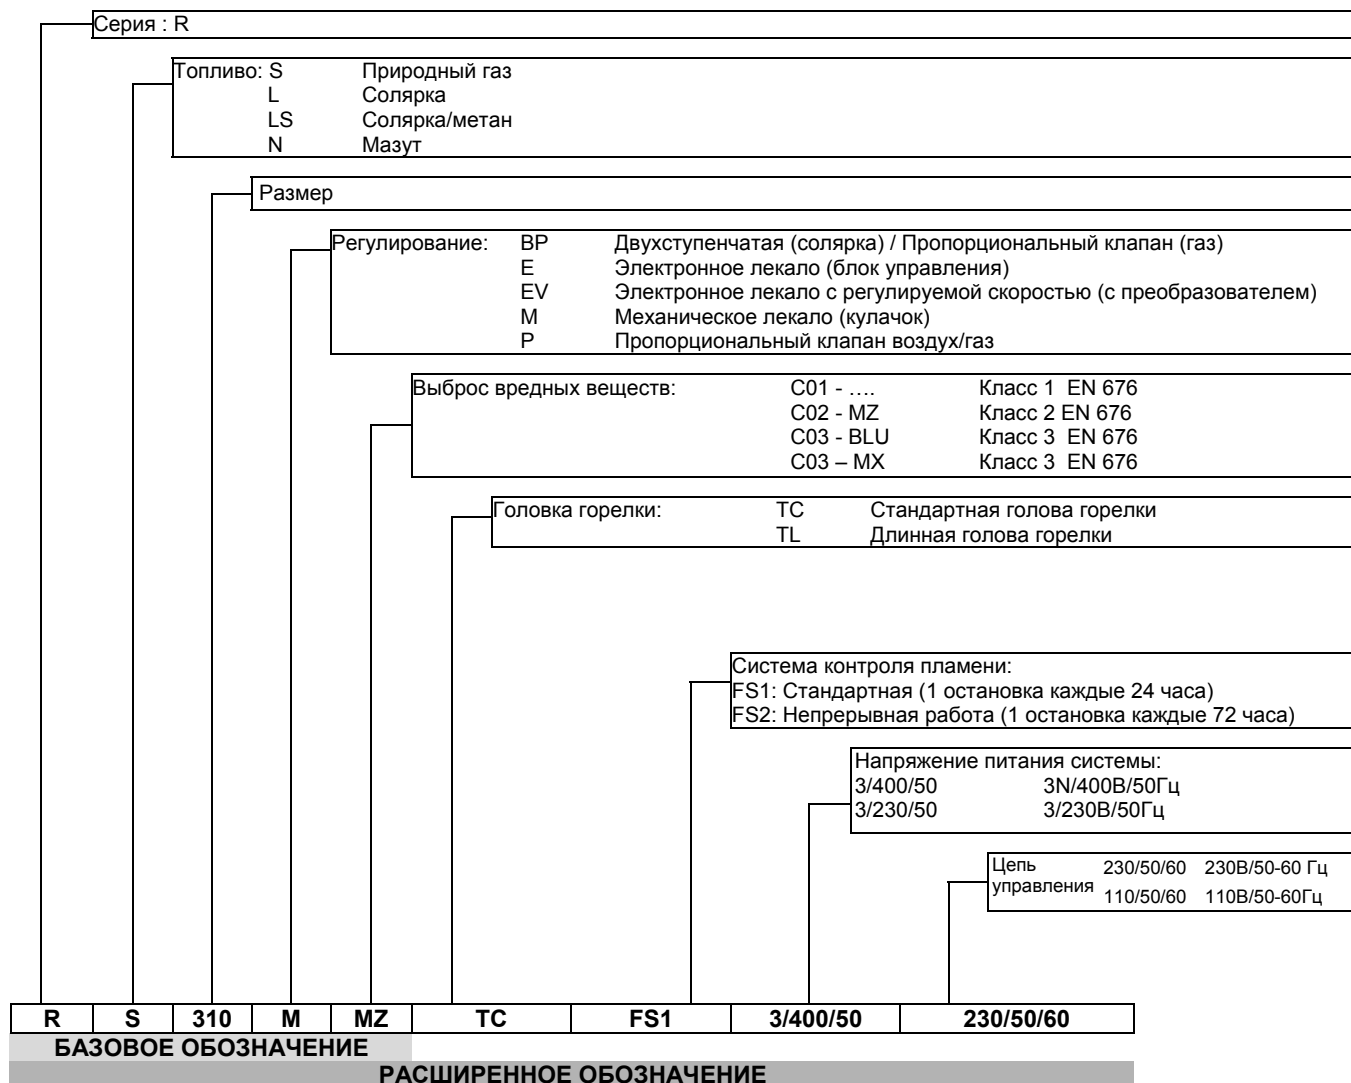 Серия : R
Топливо: S Природный газ
L Солярка
LS Солярка/метан
N Мазут
Размер
Регулирование: BP Двухступенчатая (солярка) / Пропорциональный клапан (газ)
E Электронное лекало (блок управления)
EV Электронное лекало с регулируемой скоростью (с преобразователем)
M Механическое лекало (кулачок)
P Пропорциональный клапан воздух/газ
Выброс вредных веществ: C01 - …. Класс 1 EN 676
C02 - MZ Класс 2 EN 676
C03 - BLU Класс 3 EN 676
C03 – MX Класс 3 EN 676
Головка горелки: TC Стандартная голова горелки
TL Длинная голова горелки
Система контроля пламени:
FS1: Стандартная (1 остановка каждые 24 часа)
FS2: Непрерывная работа (1 остановка каждые 72 часа)
Напряжение питания системы:
3/400/50 3N/400В/50Гц
3/230/50 3/230В/50Гц
Цепь управления 230/50/60 230В/50-60 Гц
110/50/60 110В/50-60Гц
R S 310 M MZ TC FS1 3/400/50 230/50/60
БАЗОВОЕ ОБОЗНАЧЕНИЕ
РАСШИРЕННОЕ ОБОЗНАЧЕНИЕ